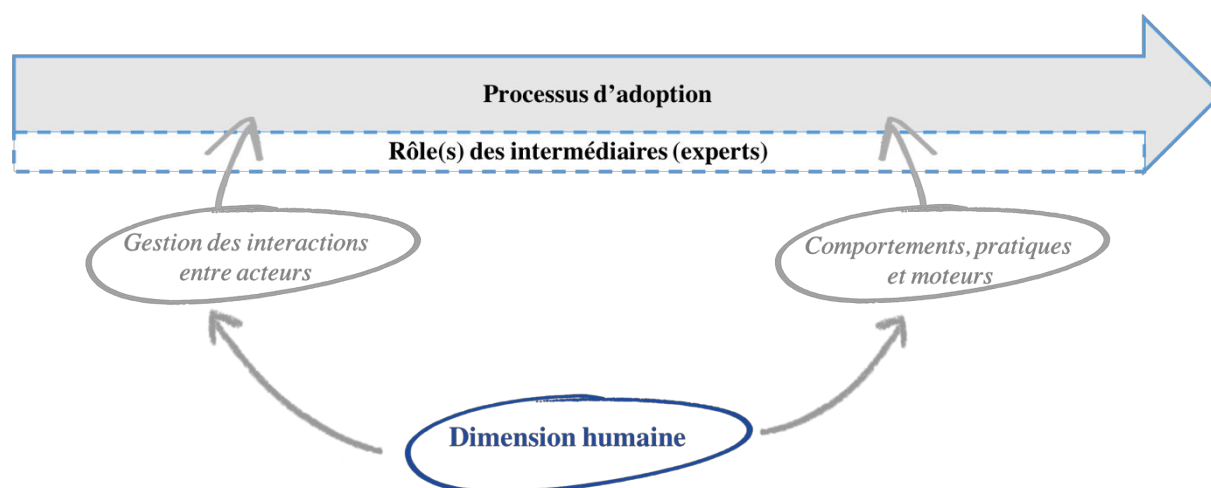 Processus d’adoption
Rôle(s) des intermédiaires (experts)
Gestion des interactions
entre acteurs
Comportements, pratiques
et moteurs
Dimension humaine